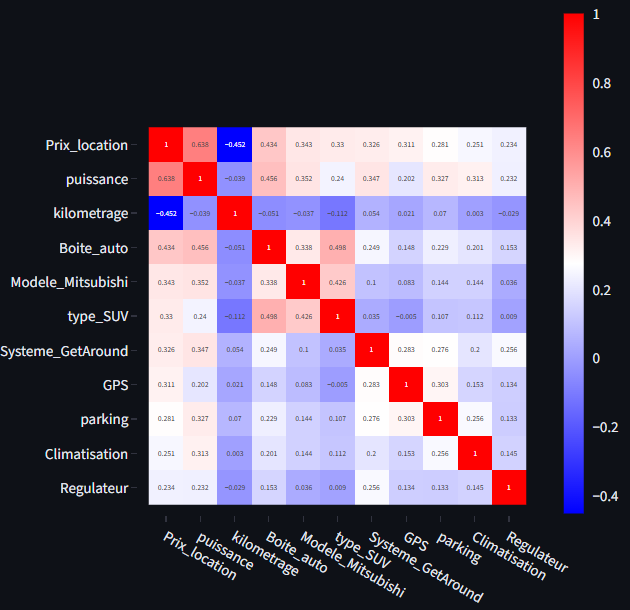 1
0.8
0.6
0.4
0.2
0
−0.2
−0.4
Prix_location 1 0.638 −0.452 0.434 0.343 0.33 0.326 0.311 0.281 0.251 0.234
puissance 0.638 1 −0.039 0.456 0.352 0.24 0.347 0.202 0.327 0.313 0.232
kilometrage −0.452 −0.039 1 −0.051 −0.037 −0.112 0.054 0.021 0.07 0.003 −0.029
Boite_auto 0.434 0.456 −0.051 1 0.338 0.498 0.249 0.148 0.229 0.201 0.153
Modele_Mitsubishi 0.343 0.352 −0.037 0.338 1 0.426 0.1 0.083 0.144 0.144 0.036
type_SUV 0.33 0.24 −0.112 0.498 0.426 1 0.035 −0.005 0.107 0.112 0.009
Systeme_GetAround 0.326 0.347 0.054 0.249 0.1 0.035 1 0.283 0.276 0.2 0.256
GPS 0.311 0.202 0.021 0.148 0.083 −0.005 0.283 1 0.303 0.153 0.134
parking 0.281 0.327 0.07 0.229 0.144 0.107 0.276 0.303 1 0.256 0.133
Climatisation 0.251 0.313 0.003 0.201 0.144 0.112 0.2 0.153 0.256 1 0.145
Regulateur 0.234 0.232 −0.029 0.153 0.036 0.009 0.256 0.134 0.133 0.145 1
Prix_location
puissance
kilometrage
Boite_auto
Modele_Mitsubishi
type_SUV
Systeme_GetAround
GPS
parking
Climatisation
Regulateur